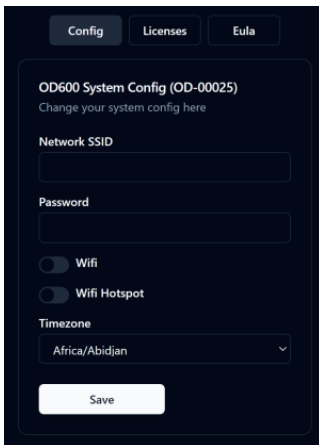 Config
Licenses
Eula
OD600 System Config (OD-00025)
Change your system config here
Network SSID
Password
Wifi
Wifi Hotspot
Timezone
Africa/Abidjan
Save